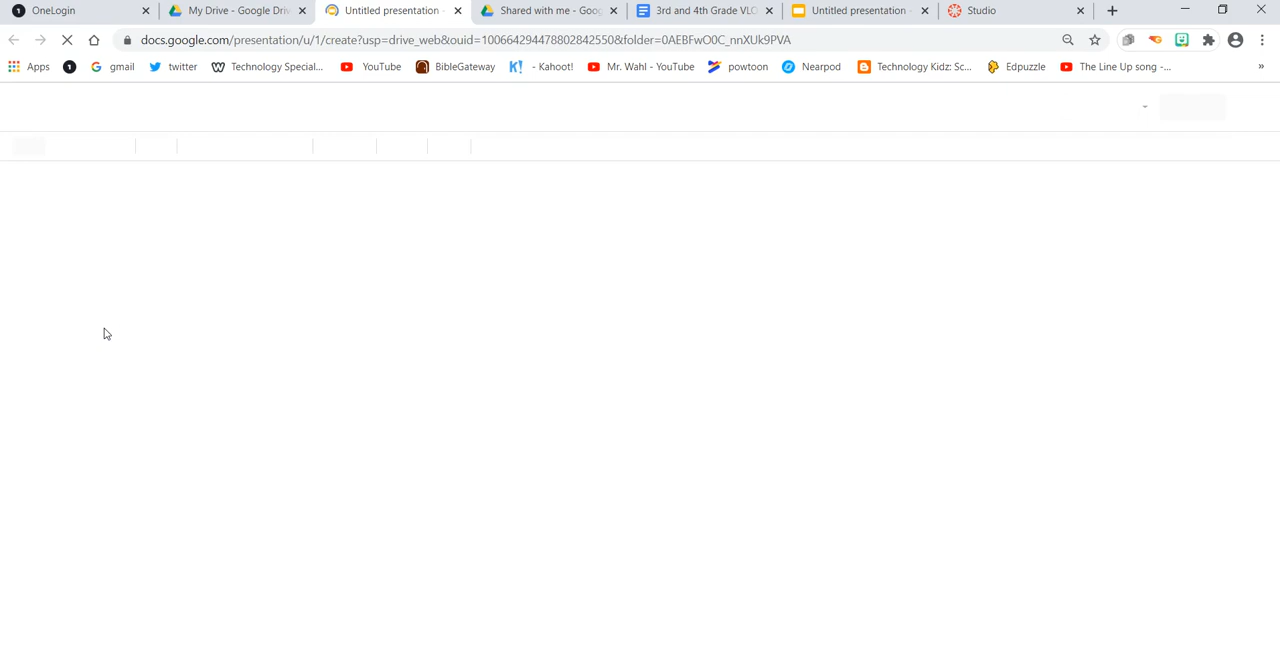 OneLogin
My Drive - Google Driv
Untitled presentation -
Shared with me - Goog
3rd and 4th Grade VLO
Untitled presentation -
Studio
docs.google.com/presentation/u/1/create?usp=drive_web&ouid=100664294478802842550&folder=0AEBFwO0C_nnXUk9PVA
Apps
gmail
twitter
Technology Special...
YouTube
BibleGateway
K! - Kahoot!
Mr. Wahl - YouTube
powtoon
Nearpod
Technology Kidz: Sc...
Edpuzzle
The Line Up song -...
»